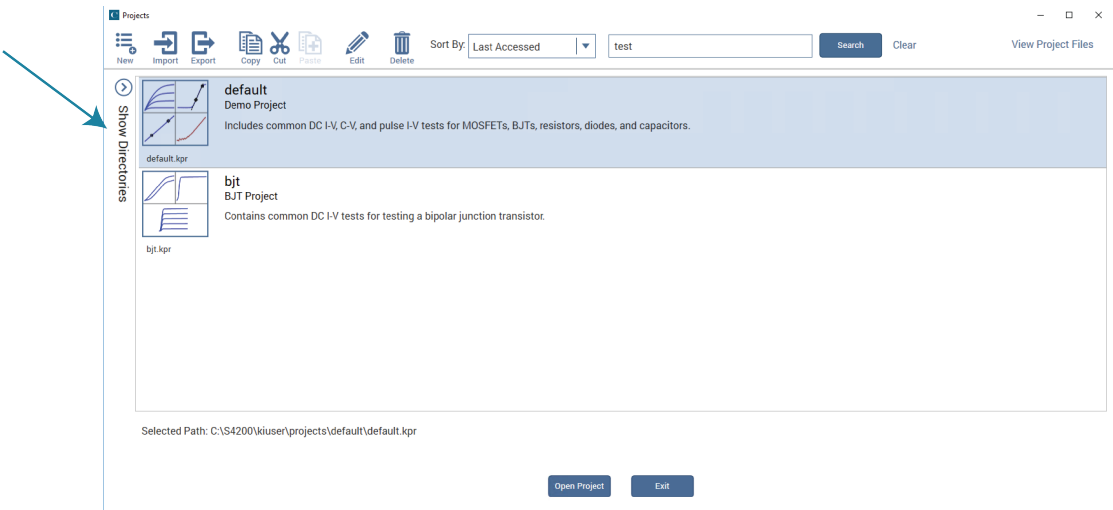 Projects
New Import Export Copy Cut Paste Edit Delete Sort By: Last Accessed test Search Clear View Project Files
Show Directories
default
Demo Project
Includes common DC I-V, C-V, and pulse I-V tests for MOSFETs, BJTs, resistors, diodes, and capacitors.
default.kpr
bjt
BJT Project
Contains common DC I-V tests for testing a bipolar junction transistor.
bjt.kpr
Selected Path: C:\S4200\kiuser\projects\default\default.kpr
Open Project Exit